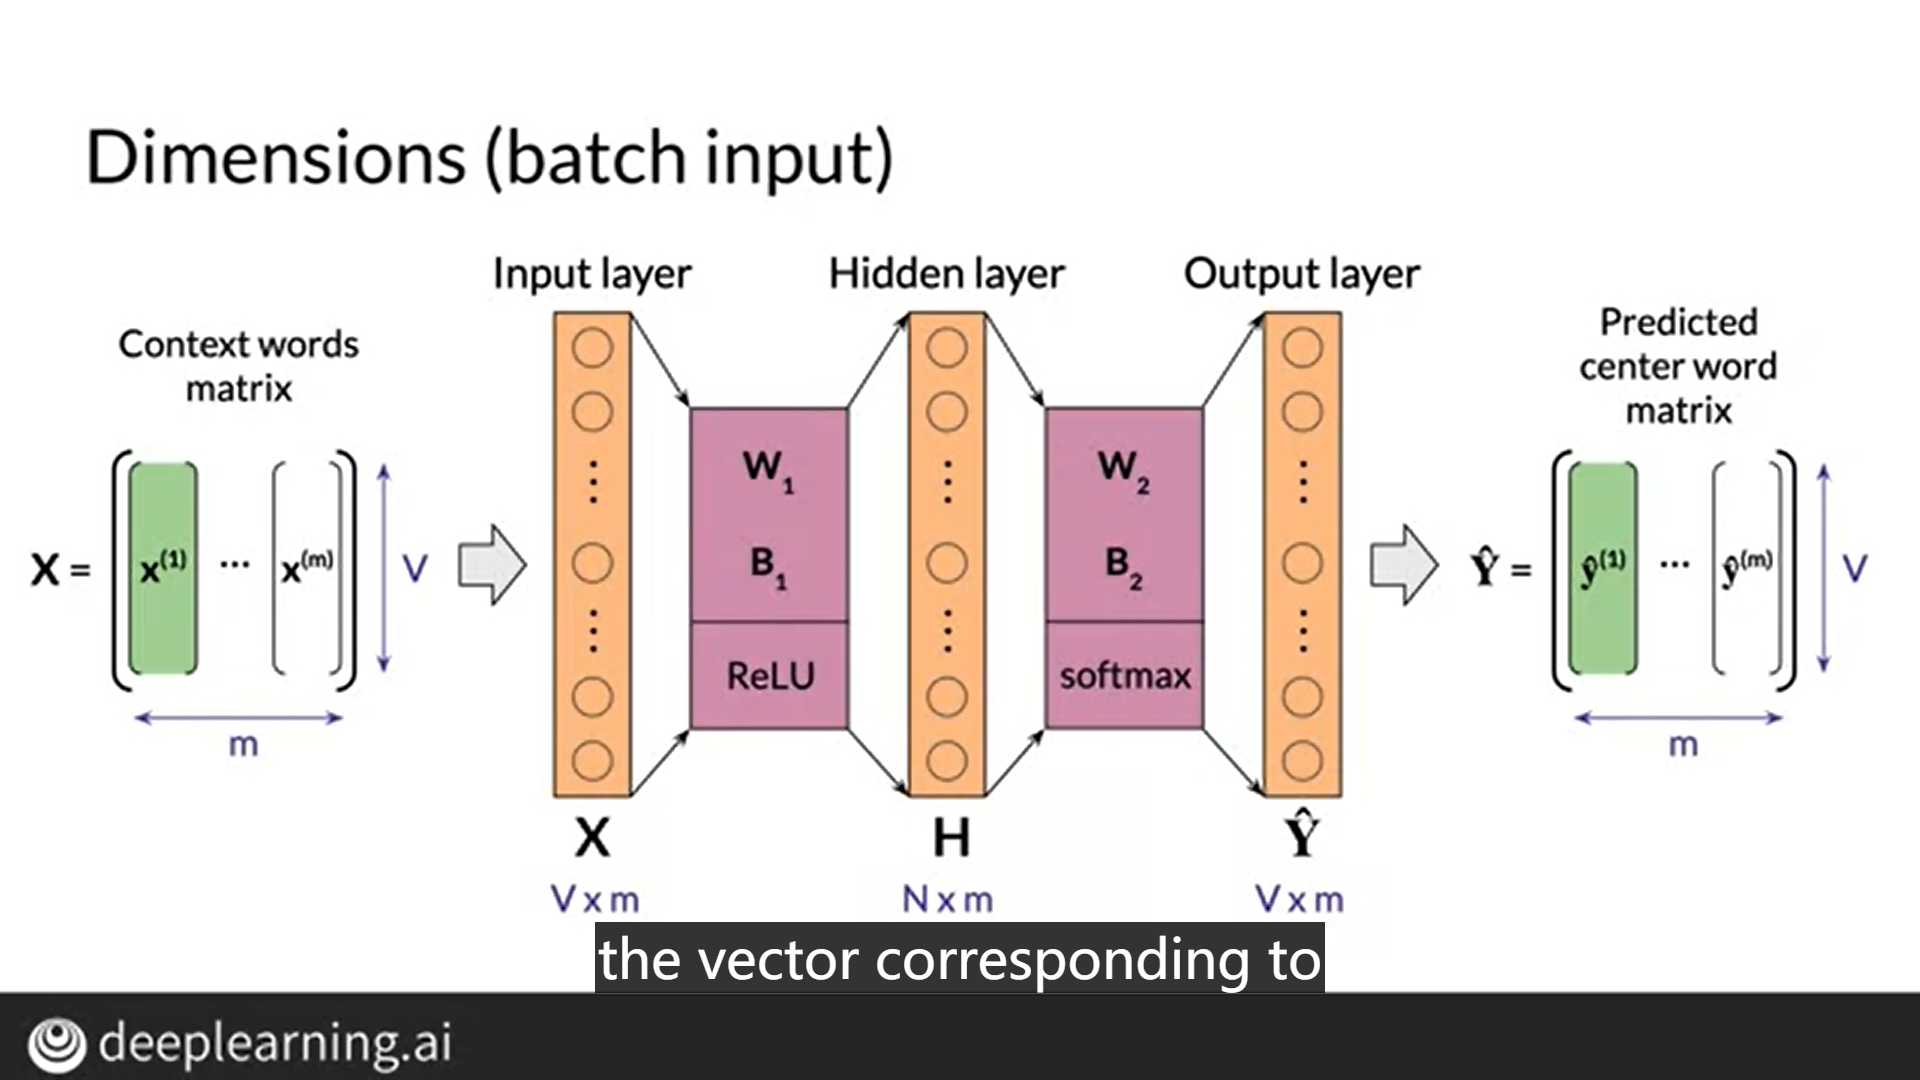 Dimensions (batch input)
Input layer
Hidden layer
Output layer
Context words
matrix
Predicted
center word
matrix
X =
x⁽¹⁾ ... x⁽ᵐ⁾
V
m
W₁
B₁
ReLU
W₂
B₂
softmax
Ŷ =
ŷ⁽¹⁾ ... ŷ⁽ᵐ⁾
V
m
X
H
Ŷ
V x m
N x m
V x m
the vector corresponding to
deeplearning.ai